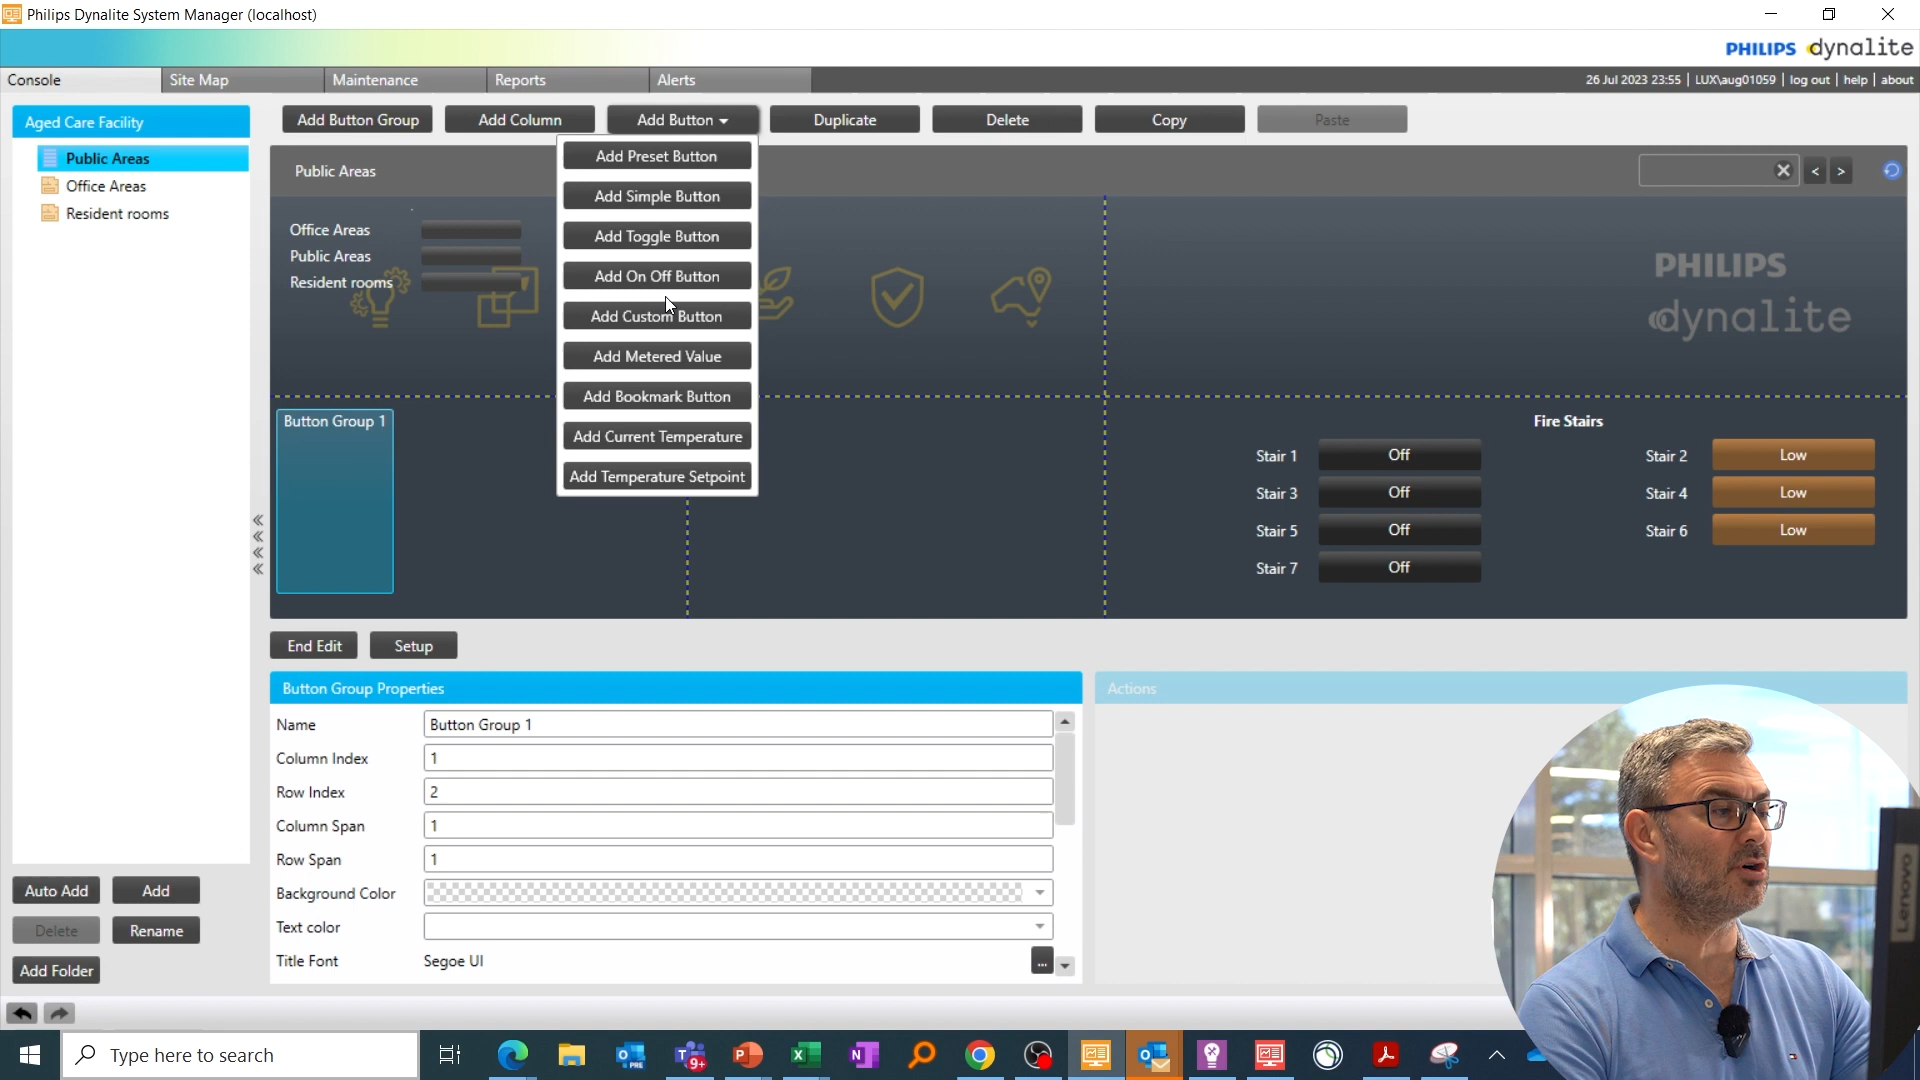 Philips Dynalite System Manager (localhost)
PHILIPS dynalite
Console Site Map Maintenance Reports Alerts
26 Jul 2023 23:55 | LUX\aug01059 | log out | help | about
Aged Care Facility
Public Areas
Office Areas
Resident rooms
Add Button Group Add Column Add Button Duplicate Delete Copy Paste
Add Preset Button
Add Simple Button
Add Toggle Button
Add On Off Button
Add Custom Button
Add Metered Value
Add Bookmark Button
Add Current Temperature
Add Temperature Setpoint
Public Areas
< >
Office Areas
Public Areas
Resident rooms
PHILIPS
dynalite
Button Group 1
Fire Stairs
Stair 1 Off Stair 2 Low
Stair 3 Off Stair 4 Low
Stair 5 Off Stair 6 Low
Stair 7 Off
End Edit Setup
Button Group Properties
Actions
Name Button Group 1
Column Index 1
Row Index 2
Column Span 1
Row Span 1
Background Color
Text color
Title Font Segoe UI ...
Auto Add Add
Delete Rename
Add Folder
Type here to search
PRE
9+
Lenovo